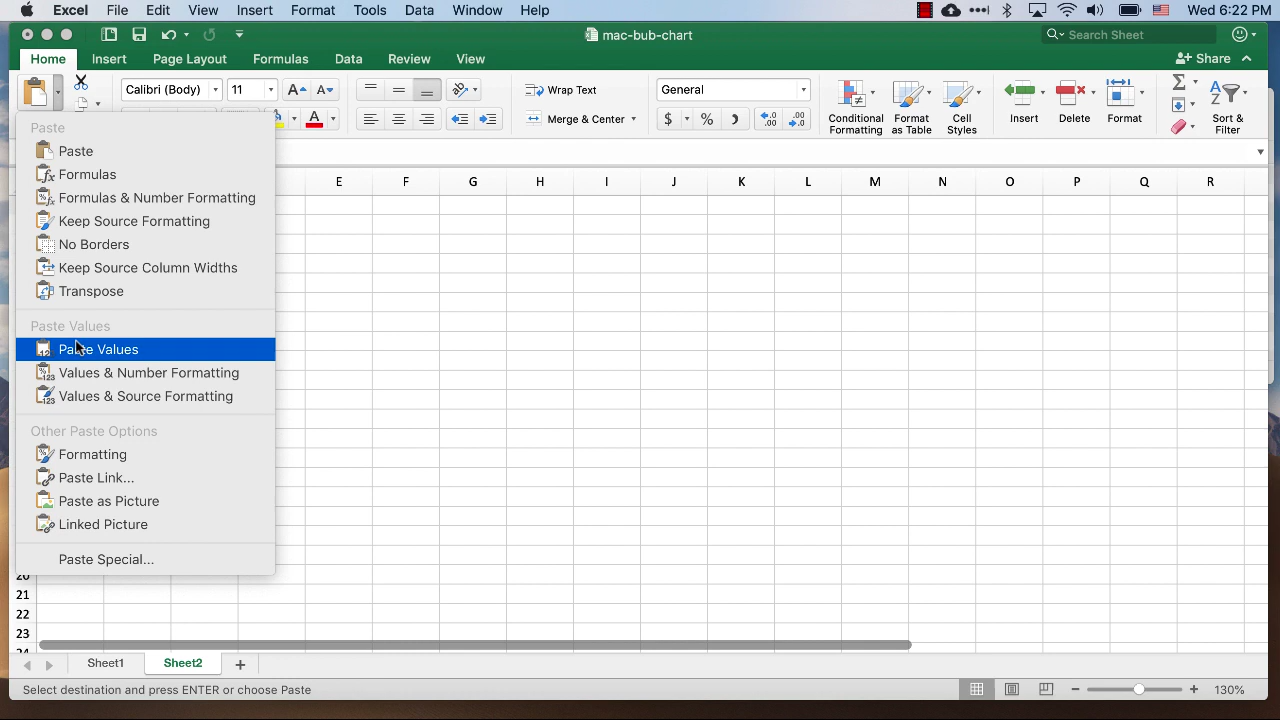 Excel File Edit View Insert Format Tools Data Window Help Wed 6:22 PM
mac-bub-chart Search Sheet
Home Insert Page Layout Formulas Data Review View Share
Calibri (Body) 11 A A Wrap Text General
Merge & Center $ % Conditional Formatting Format as Table Cell Styles Insert Delete Format Sort & Filter
Paste
Paste
Formulas
Formulas & Number Formatting
Keep Source Formatting
No Borders
Keep Source Column Widths
Transpose
Paste Values
Paste Values
Values & Number Formatting
Values & Source Formatting
Other Paste Options
Formatting
Paste Link...
Paste as Picture
Linked Picture
Paste Special...
E F G H I J K L M N O P Q R
20
21
22
23
24
Sheet1 Sheet2
Select destination and press ENTER or choose Paste 130%